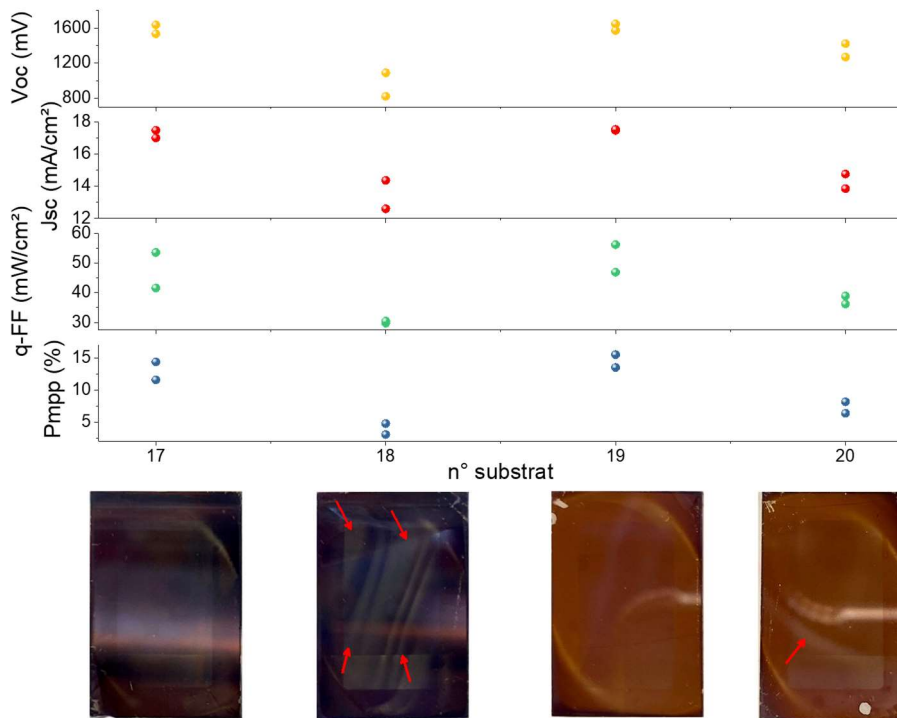 Voc (mV)
1600
1200
800
Jsc (mA/cm²)
18
16
14
12
q-FF (mW/cm²)
60
50
40
30
Pmpp (%)
15
10
5
17 18 19 20
n° substrat